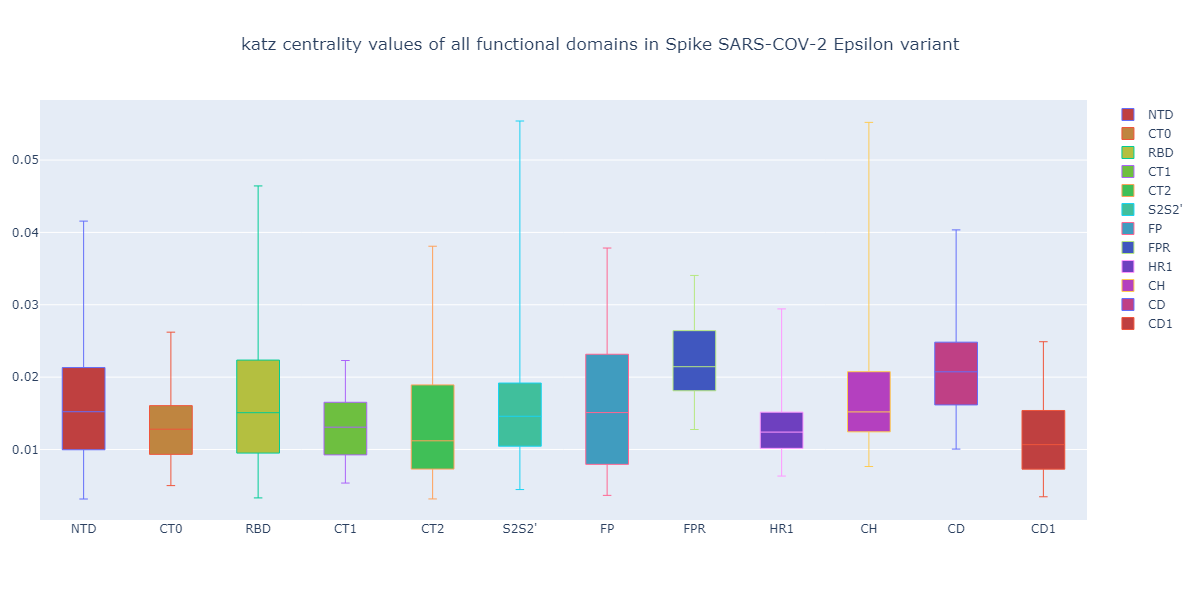 katz centrality values of all functional domains in Spike SARS-COV-2 Epsilon variant
0.05
0.04
0.03
0.02
0.01
NTD
CT0
RBD
CT1
CT2
S2S2'
FP
FPR
HR1
CH
CD
CD1
NTD
CT0
RBD
CT1
CT2
S2S2'
FP
FPR
HR1
CH
CD
CD1